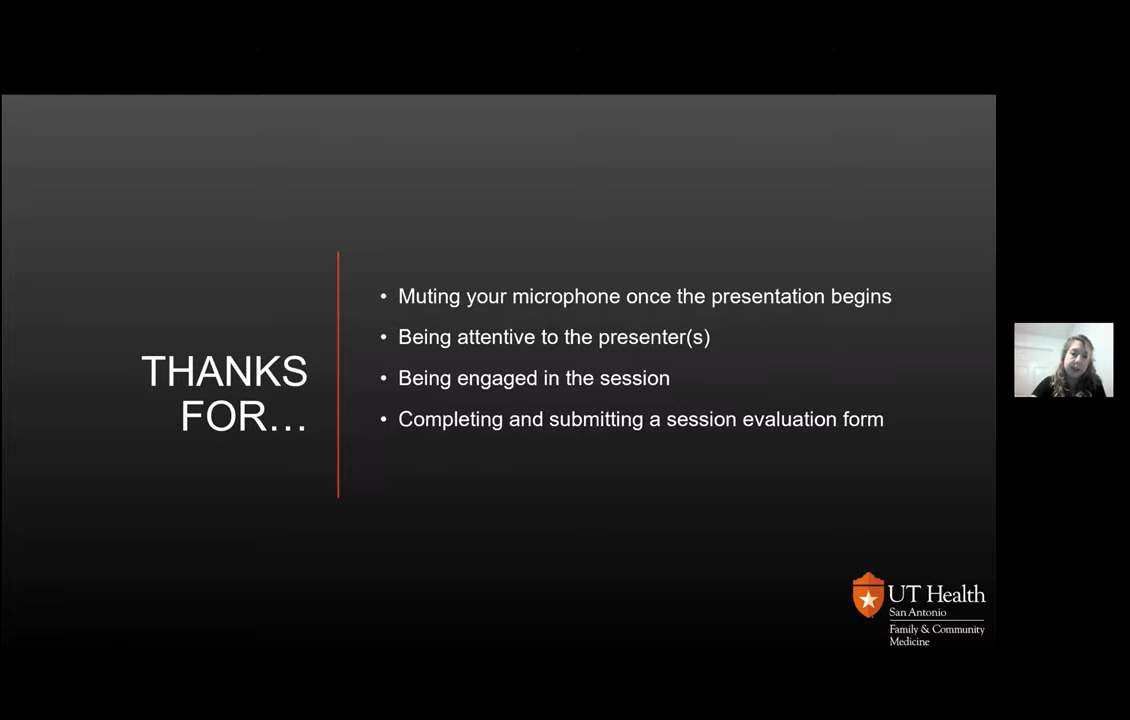 THANKS
FOR…
• Muting your microphone once the presentation begins
• Being attentive to the presenter(s)
• Being engaged in the session
• Completing and submitting a session evaluation form
UT Health
San Antonio
Family & Community
Medicine